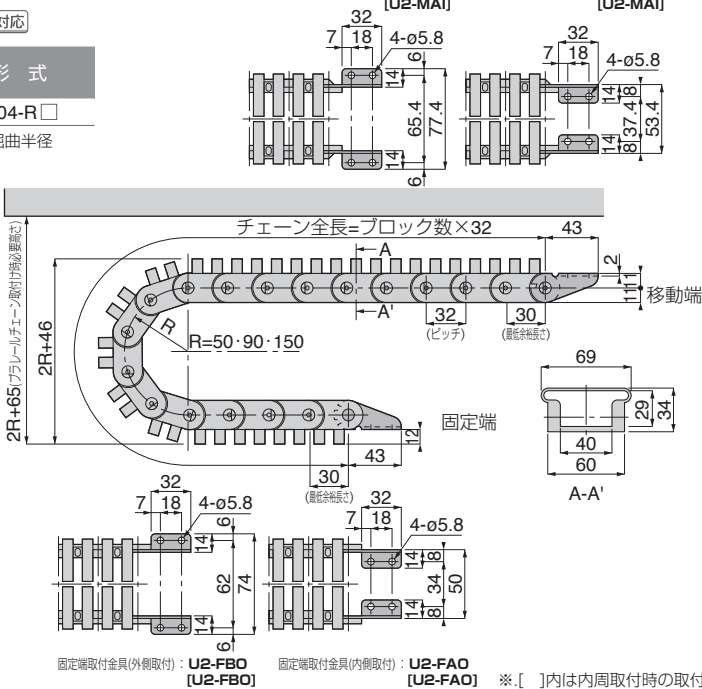 [U2-MAI]
[U2-MAI]
対応
形 式
04-R□
屈曲半径
32
7 18 4-ø5.8
6
14
65.4
77.4
14
6
32
7 18 4-ø5.8
14 8
37.4
53.4
14 8
チェーン全長=ブロック数×32 43
A
2
11
11
移動端
A'
32
(ピッチ)
30
(最低余裕長さ)
R
R=50・90・150
2R+46
2R+65(プラレールチェーン取付け時必要高さ)
固定端
12
43
30
(最低余裕長さ)
69
29
34
40
60
A-A'
32
7 18 4-ø5.8
6
14
62
74
14
6
32
7 18 4-ø5.8
14 8
34
50
14 8
固定端取付金具(外側取付) : U2-FBO
[U2-FBO]
固定端取付金具(内側取付) : U2-FAO
[U2-FAO]
※.[ ]内は内周取付時の取付